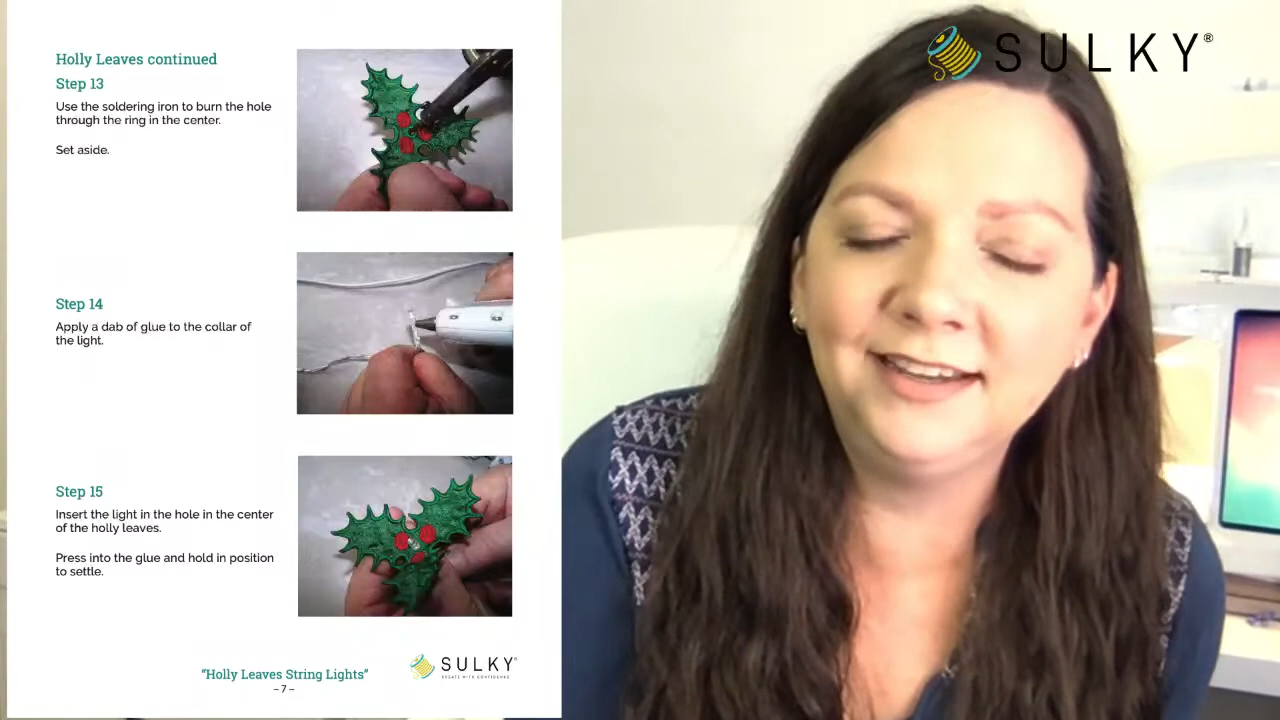 Holly Leaves continued
Step 13
Use the soldering iron to burn the hole
through the ring in the center.
Set aside.
Step 14
Apply a dab of glue to the collar of
the light.
Step 15
Insert the light in the hole in the center
of the holly leaves.
Press into the glue and hold in position
to settle.
"Holly Leaves String Lights"
– 7 –
SULKY®
CREATE WITH CONFIDENCE
SULKY®